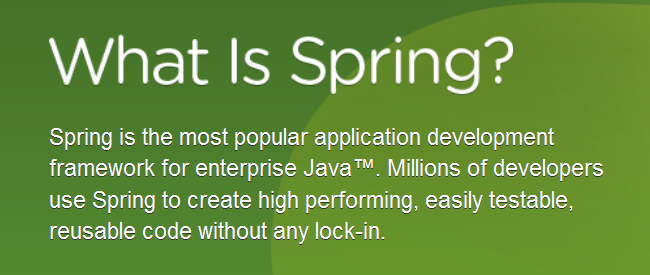 What Is Spring?
Spring is the most popular application development
framework for enterprise Java™. Millions of developers
use Spring to create high performing, easily testable,
reusable code without any lock-in.